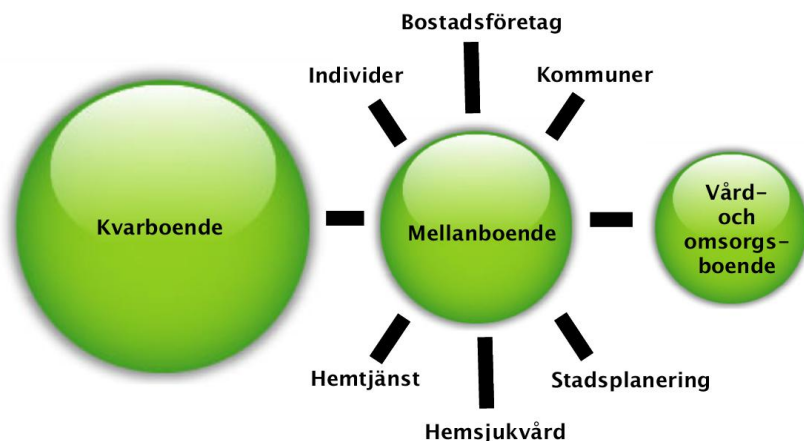 Bostadsföretag
Individer
Kommuner
Kvarboende
Mellanboende
Vård-
och
omsorgs-
boende
Hemtjänst
Stadsplanering
Hemsjukvård